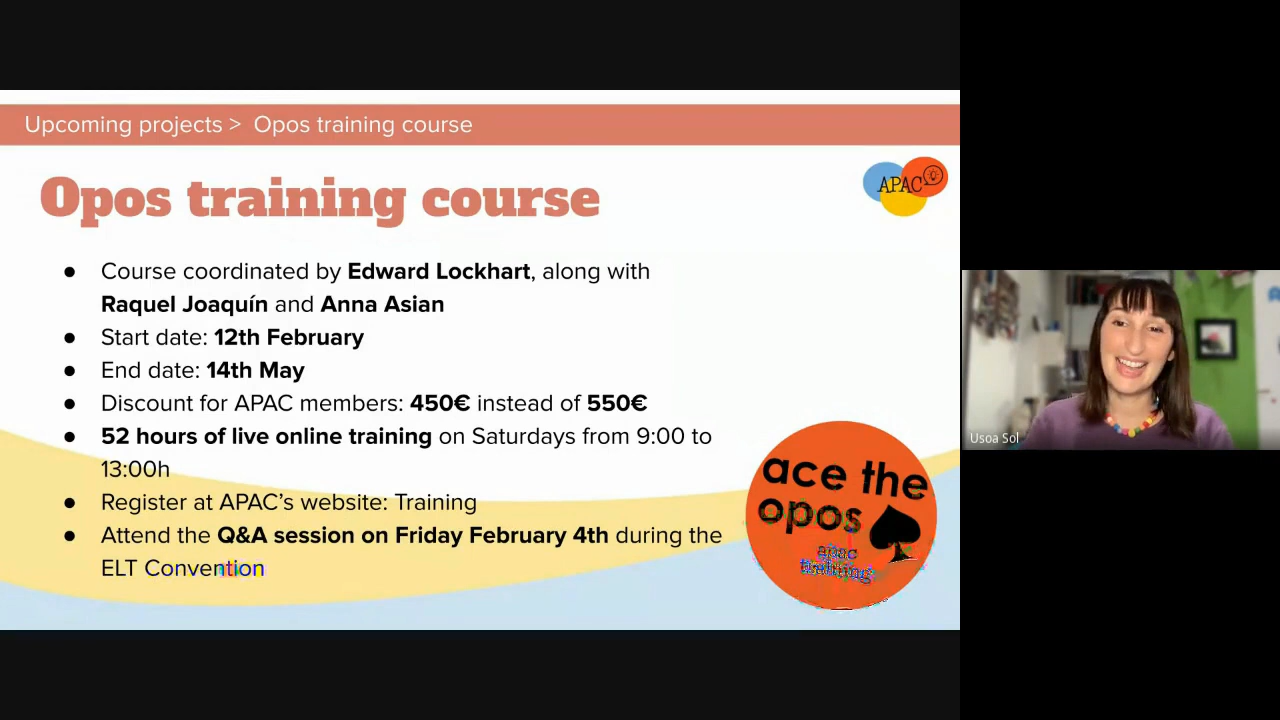 Upcoming projects > Opos training course
Opos training course
APAC
● Course coordinated by Edward Lockhart, along with
Raquel Joaquín and Anna Asian
● Start date: 12th February
● End date: 14th May
● Discount for APAC members: 450€ instead of 550€
● 52 hours of live online training on Saturdays from 9:00 to
13:00h
● Register at APAC’s website: Training
● Attend the Q&A session on Friday February 4th during the
ELT Convention
ace the
opos
apac
training
Usoa Sol